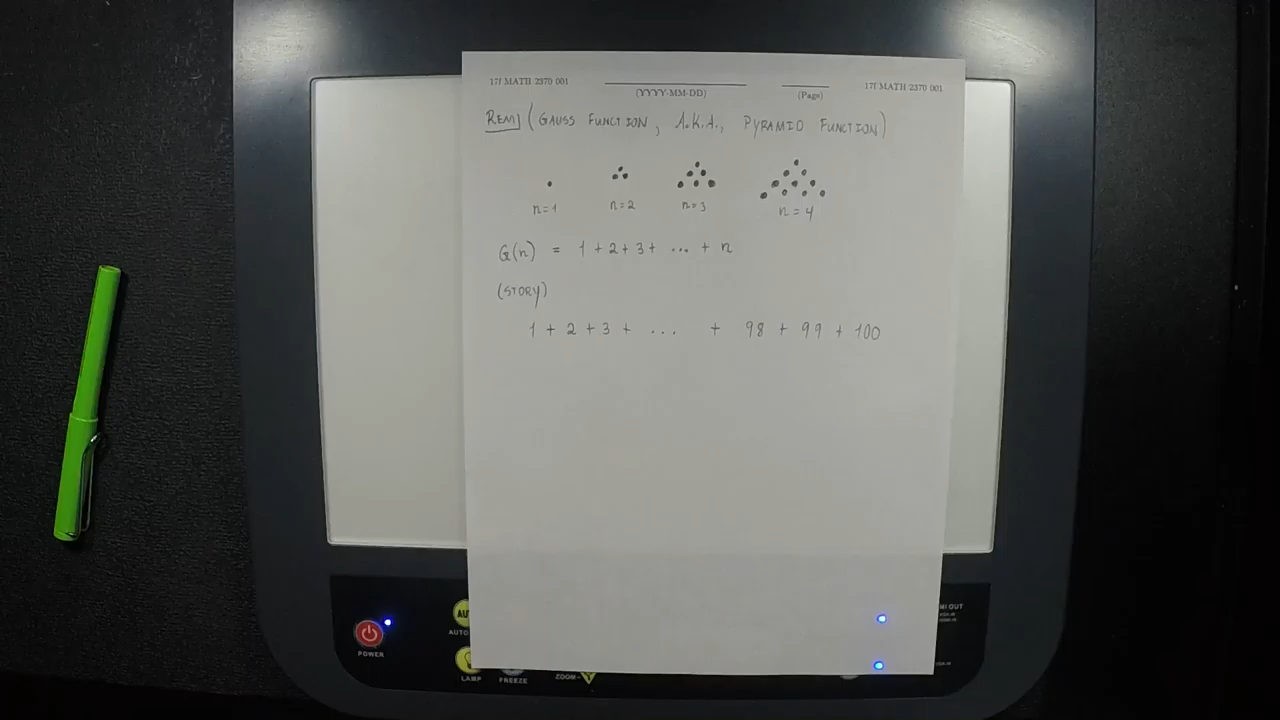 17f MATH 2370 001 (YYYY-MM-DD) (Page) 17f MATH 2370 001
REM] (GAUSS FUNCTION, A.K.A., PYRAMID FUNCTION)
n=1 n=2 n=3 n=4
G(n) = 1+2+3+ ... + n
(STORY)
1 + 2 + 3 + ... + 98 + 99 + 100
POWER
AUTO
LAMP
FREEZE
ZOOM-